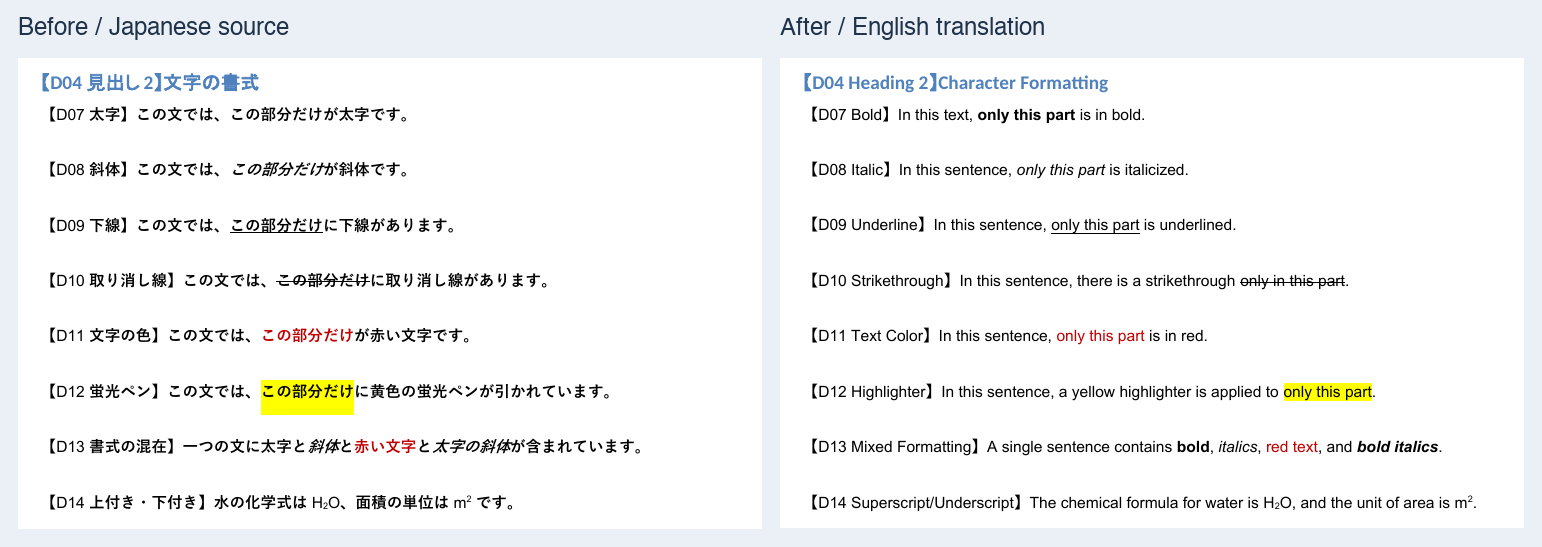 Before / Japanese source
【D04 見出し 2】文字の書式
【D07 太字】この文では、この部分だけが太字です。
【D08 斜体】この文では、この部分だけが斜体です。
【D09 下線】この文では、この部分だけに下線があります。
【D10 取り消し線】この文では、この部分だけに取り消し線があります。
【D11 文字の色】この文では、この部分だけが赤い文字です。
【D12 蛍光ペン】この文では、この部分だけに黄色の蛍光ペンが引かれています。
【D13 書式の混在】一つの文に太字と斜体と赤い文字と太字の斜体が含まれています。
【D14 上付き・下付き】水の化学式は H₂O、面積の単位は m² です。
After / English translation
【D04 Heading 2】Character Formatting
【D07 Bold】In this text, only this part is in bold.
【D08 Italic】In this sentence, only this part is italicized.
【D09 Underline】In this sentence, only this part is underlined.
【D10 Strikethrough】In this sentence, there is a strikethrough only in this part.
【D11 Text Color】In this sentence, only this part is in red.
【D12 Highlighter】In this sentence, a yellow highlighter is applied to only this part.
【D13 Mixed Formatting】A single sentence contains bold, italics, red text, and bold italics.
【D14 Superscript/Underscript】The chemical formula for water is H₂O, and the unit of area is m².